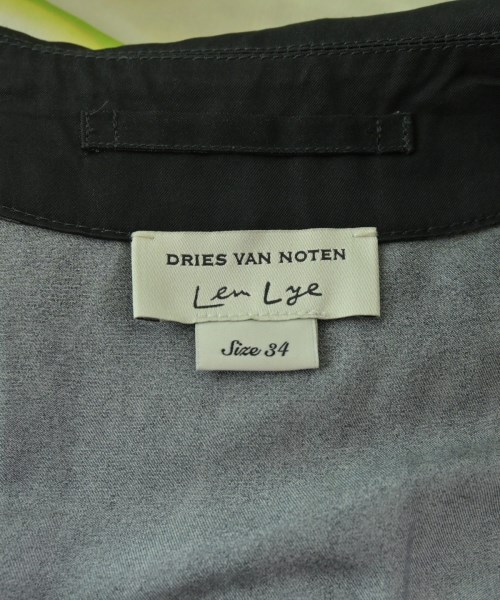 DRIES VAN NOTEN
Len Lye
Size 34